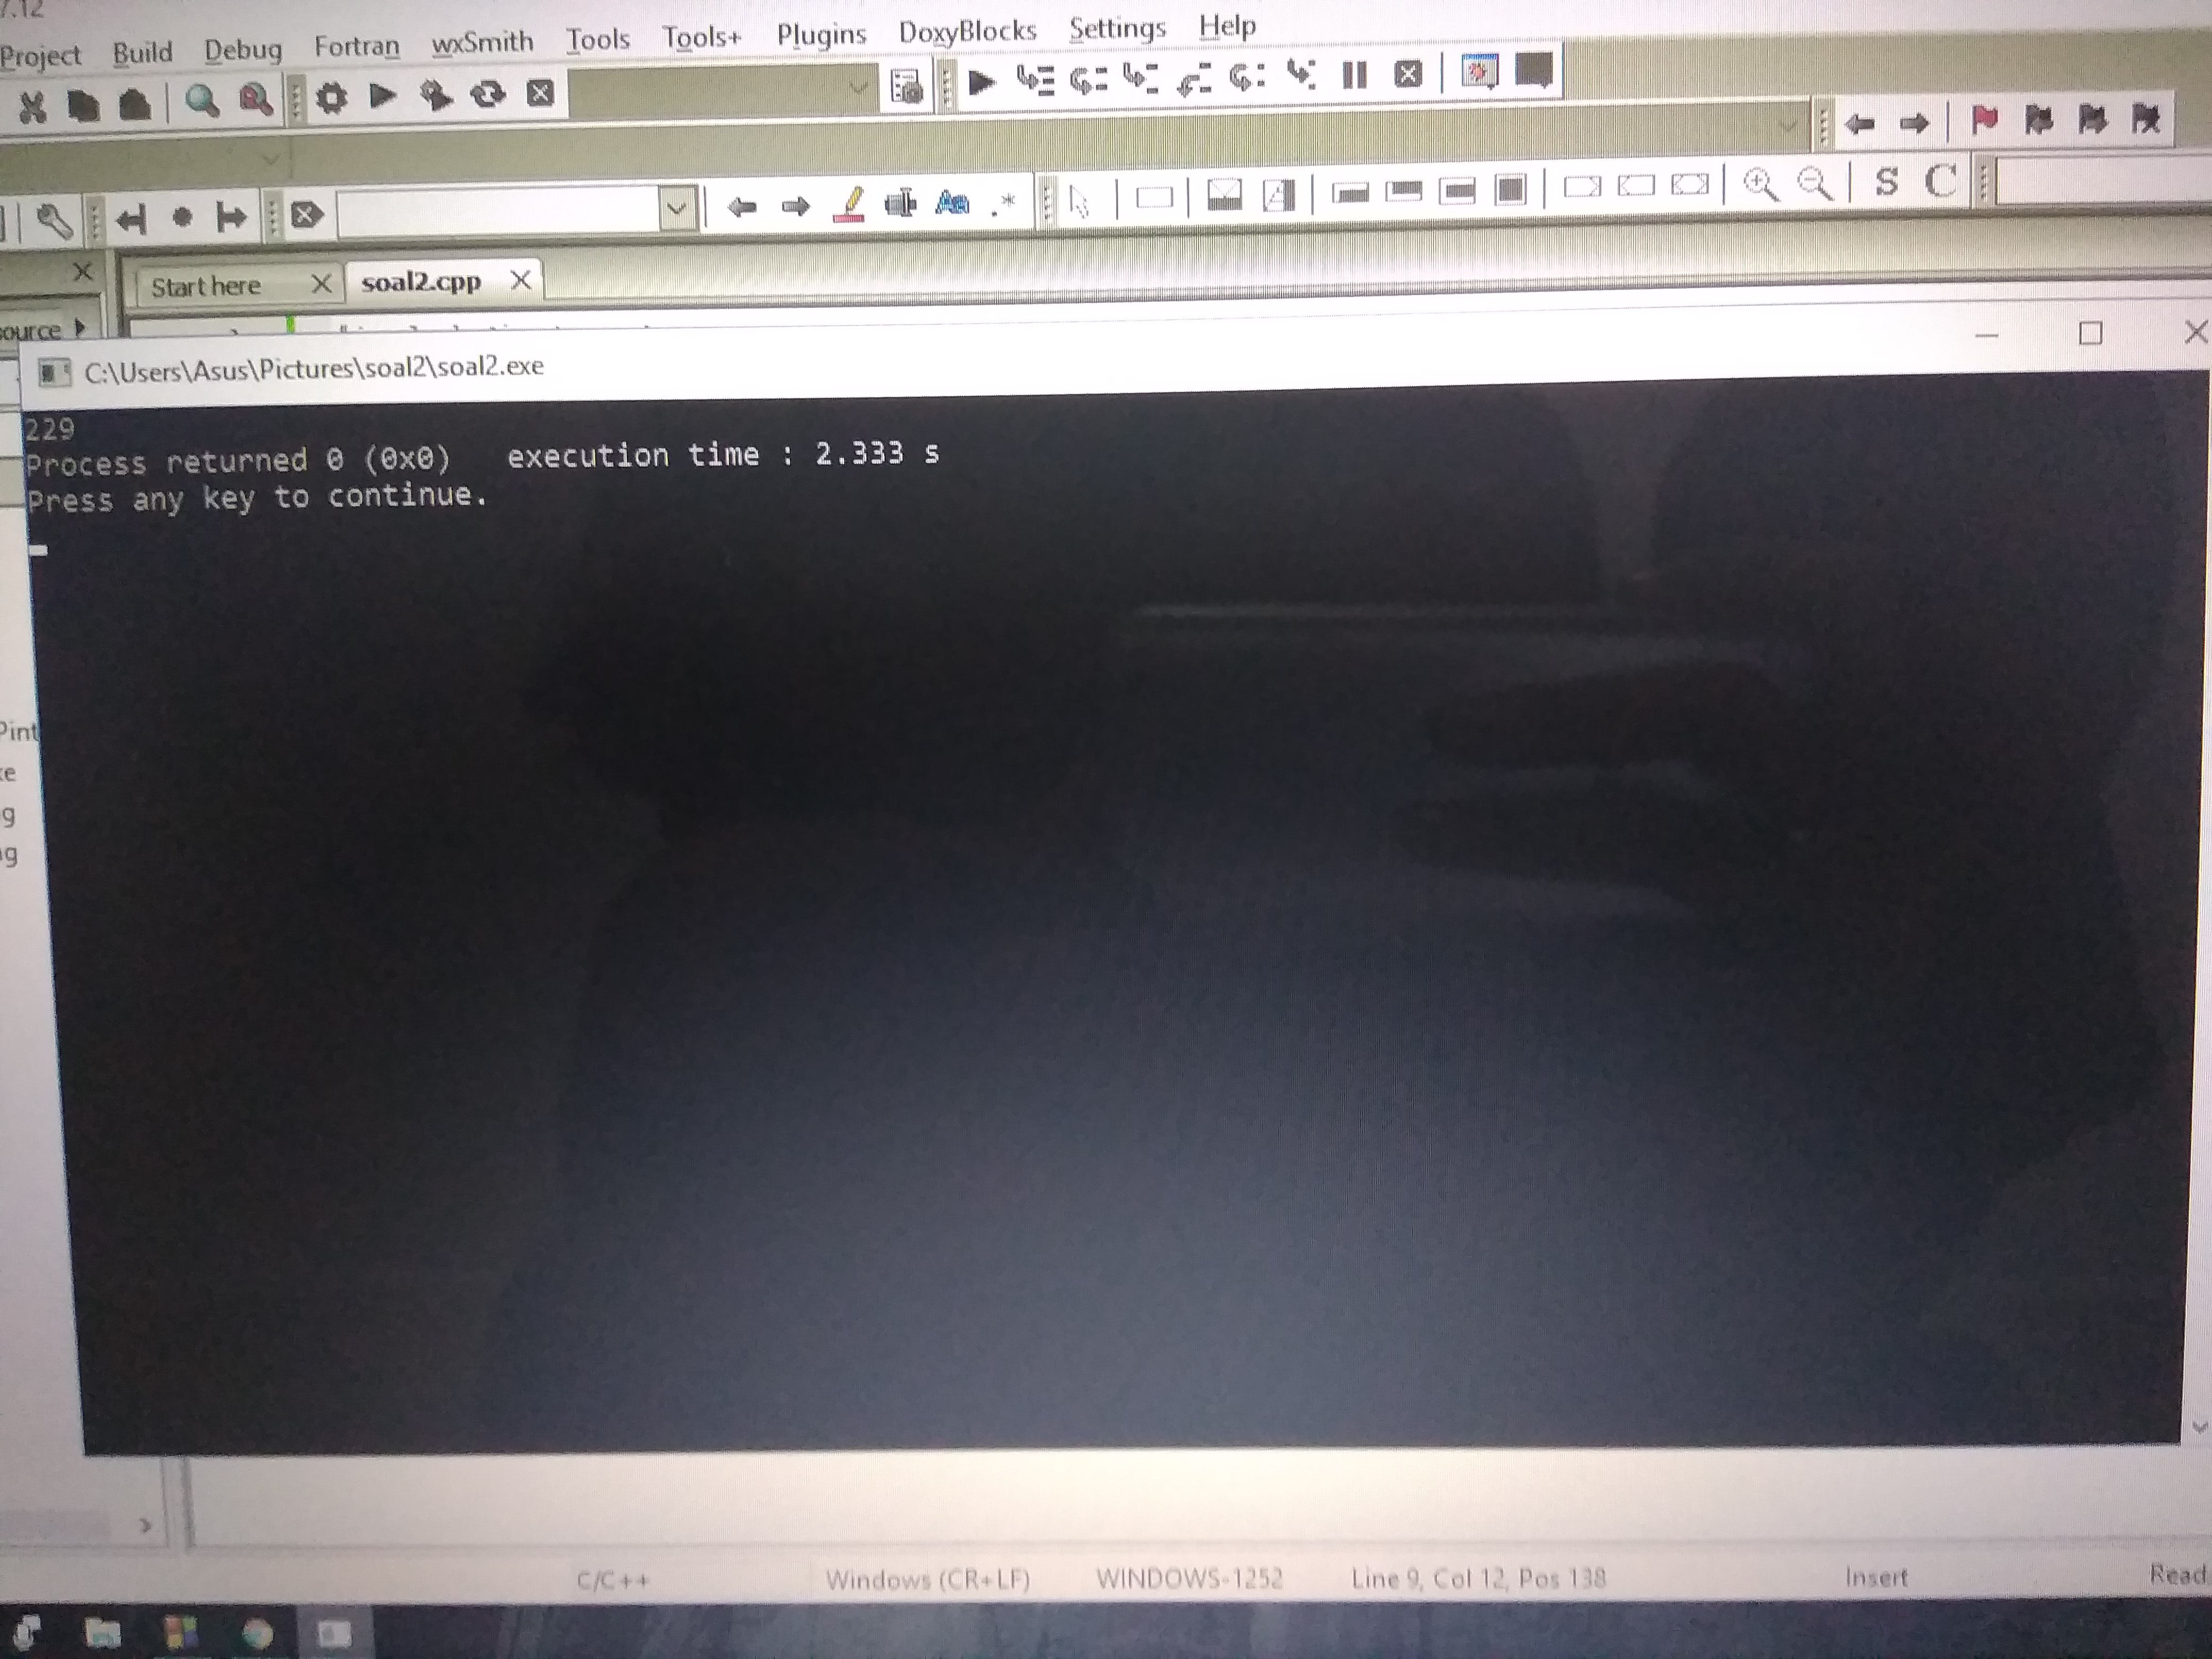 7.12
Project Build Debug Fortran wxSmith Tools Tools+ Plugins DoxyBlocks Settings Help
Aa .* S C
Start here soal2.cpp
ource
C:\Users\Asus\Pictures\soal2\soal2.exe
229
Process returned 0 (0x0) execution time : 2.333 s
Press any key to continue.
Pint
g
g
C/C++ Windows (CR+LF) WINDOWS-1252 Line 9, Col 12, Pos 138 Insert Read